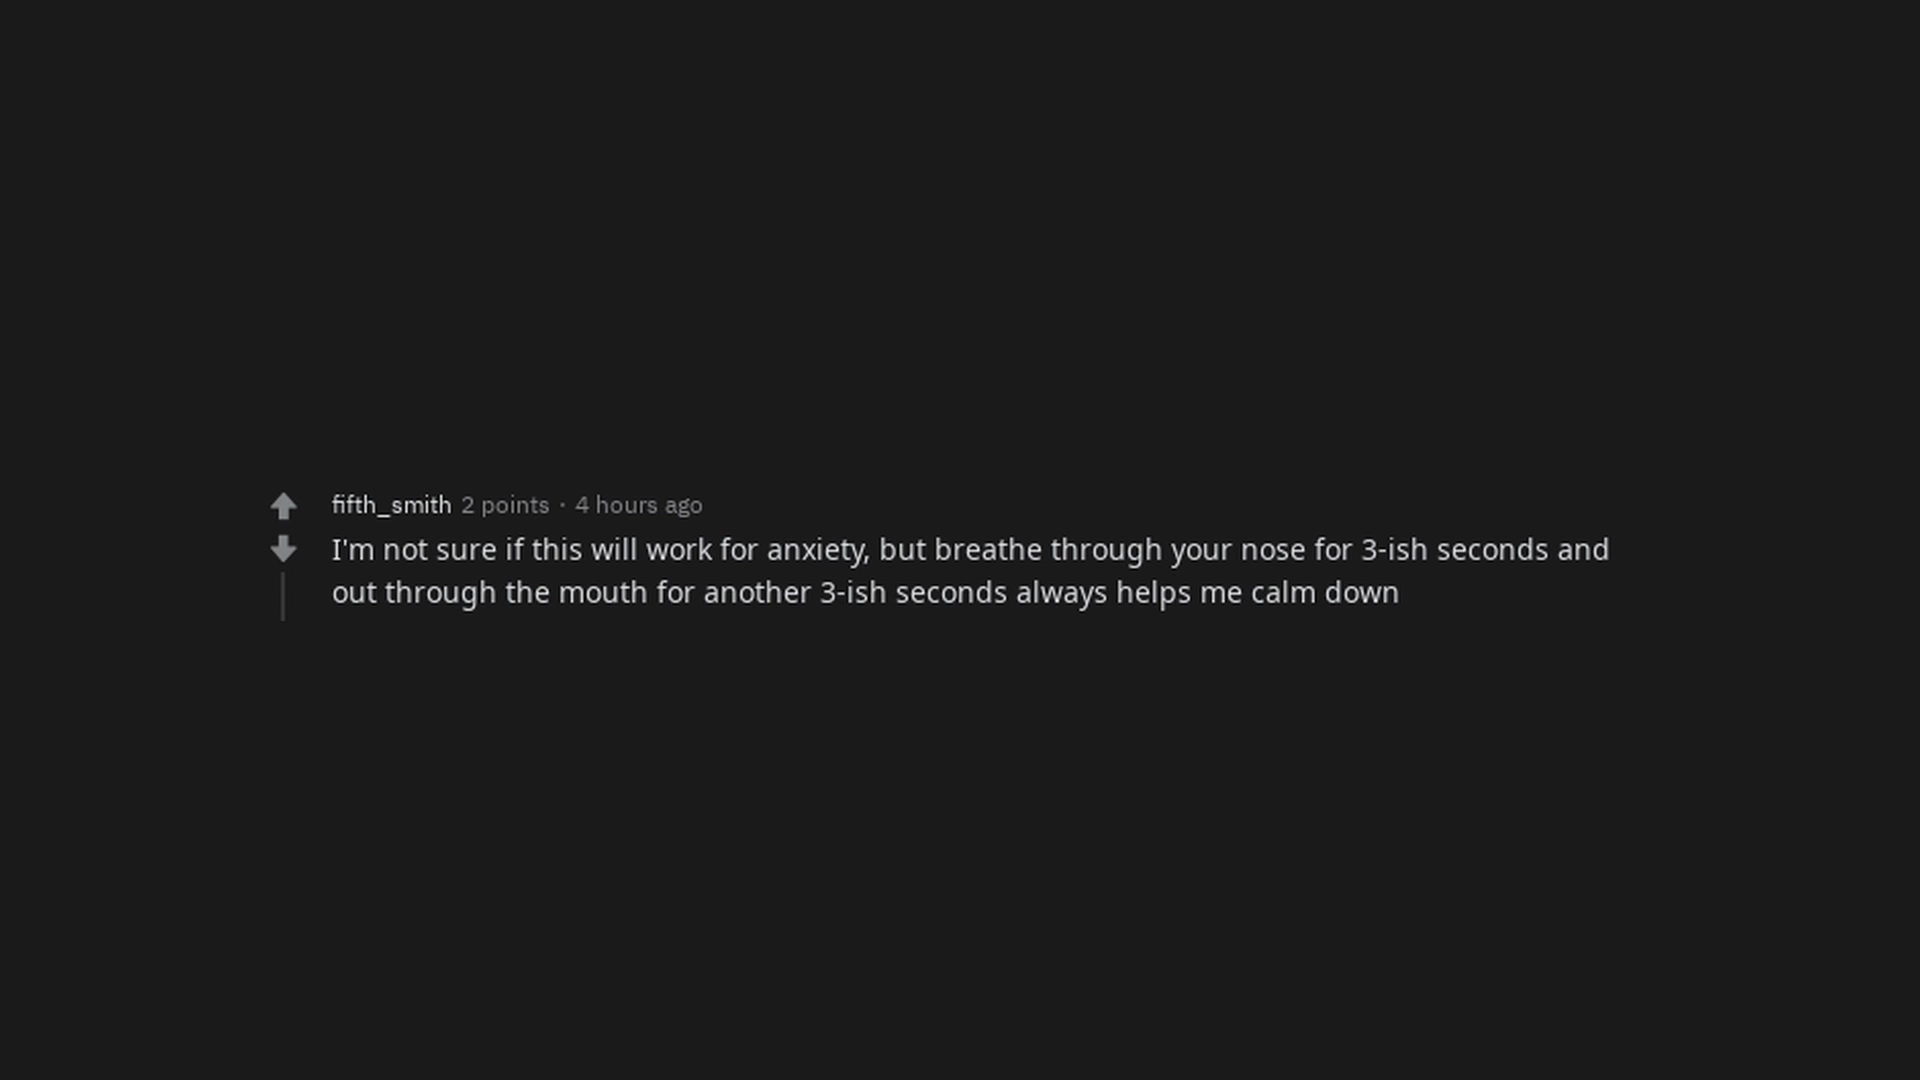 fifth_smith 2 points · 4 hours ago
I'm not sure if this will work for anxiety, but breathe through your nose for 3-ish seconds and
out through the mouth for another 3-ish seconds always helps me calm down